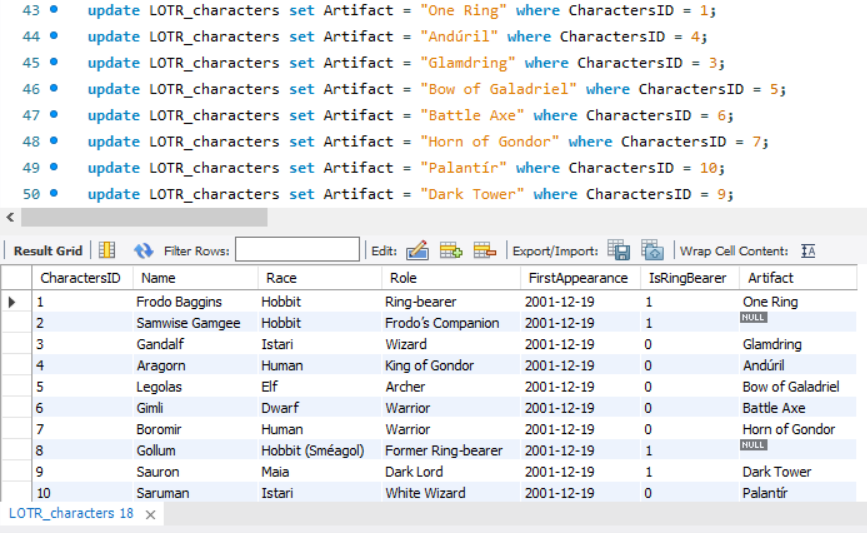 43 update LOTR_characters set Artifact = "One Ring" where CharactersID = 1;
44 update LOTR_characters set Artifact = "Andúril" where CharactersID = 4;
45 update LOTR_characters set Artifact = "Glamdring" where CharactersID = 3;
46 update LOTR_characters set Artifact = "Bow of Galadriel" where CharactersID = 5;
47 update LOTR_characters set Artifact = "Battle Axe" where CharactersID = 6;
48 update LOTR_characters set Artifact = "Horn of Gondor" where CharactersID = 7;
49 update LOTR_characters set Artifact = "Palantír" where CharactersID = 10;
50 update LOTR_characters set Artifact = "Dark Tower" where CharactersID = 9;
Result Grid Filter Rows: Edit: Export/Import: Wrap Cell Content: IA
CharactersID Name Race Role FirstAppearance IsRingBearer Artifact
1 Frodo Baggins Hobbit Ring-bearer 2001-12-19 1 One Ring
2 Samwise Gamgee Hobbit Frodo's Companion 2001-12-19 1 NULL
3 Gandalf Istari Wizard 2001-12-19 0 Glamdring
4 Aragorn Human King of Gondor 2001-12-19 0 Andúril
5 Legolas Elf Archer 2001-12-19 0 Bow of Galadriel
6 Gimli Dwarf Warrior 2001-12-19 0 Battle Axe
7 Boromir Human Warrior 2001-12-19 0 Horn of Gondor
8 Gollum Hobbit (Sméagol) Former Ring-bearer 2001-12-19 1 NULL
9 Sauron Maia Dark Lord 2001-12-19 1 Dark Tower
10 Saruman Istari White Wizard 2001-12-19 0 Palantír
LOTR_characters 18